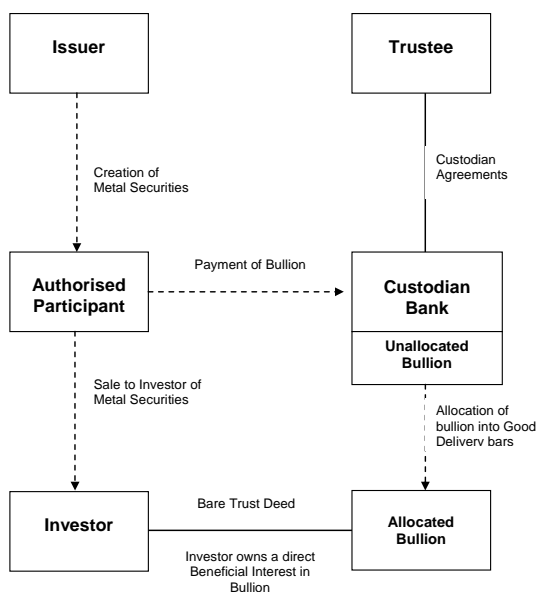 Issuer
Trustee
Creation of
Metal Securities
Custodian
Agreements
Authorised
Participant
Payment of Bullion
Custodian
Bank
Unallocated
Bullion
Sale to Investor of
Metal Securities
Allocation of
bullion into Good
Delivery bars
Investor
Bare Trust Deed
Allocated
Bullion
Investor owns a direct
Beneficial Interest in
Bullion